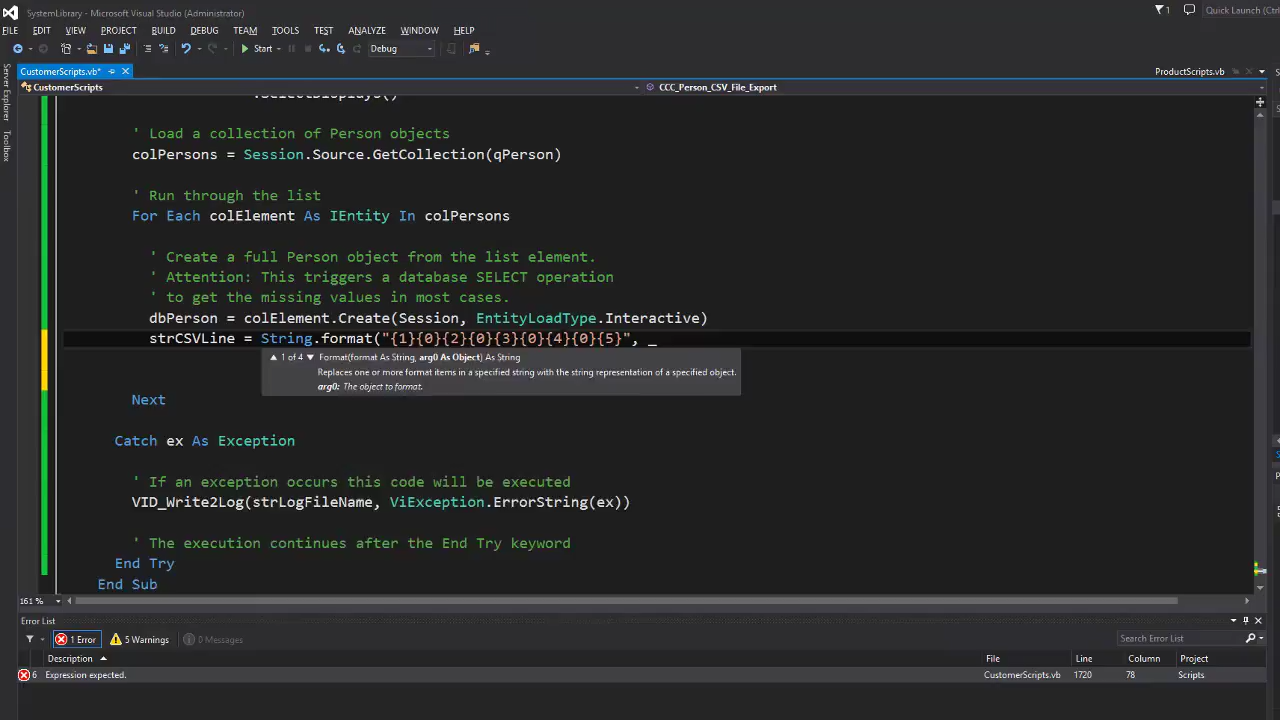 SystemLibrary - Microsoft Visual Studio (Administrator)
1
Quick Launch (Ctrl
FILE EDIT VIEW PROJECT BUILD DEBUG TEAM TOOLS TEST ANALYZE WINDOW HELP
Start Debug
Server Explorer
Toolbox
CustomerScripts.vb*
ProductScripts.vb
CustomerScripts
CCC_Person_CSV_File_Export
.SelectDisplays()
' Load a collection of Person objects
colPersons = Session.Source.GetCollection(qPerson)
' Run through the list
For Each colElement As IEntity In colPersons
' Create a full Person object from the list element.
' Attention: This triggers a database SELECT operation
' to get the missing values in most cases.
dbPerson = colElement.Create(Session, EntityLoadType.Interactive)
strCSVLine = String.format("{1}{0}{2}{0}{3}{0}{4}{0}{5}", _
1 of 4 Format(format As String, arg0 As Object) As String
Replaces one or more format items in a specified string with the string representation of a specified object.
arg0: The object to format.
Next
Catch ex As Exception
' If an exception occurs this code will be executed
VID_Write2Log(strLogFileName, ViException.ErrorString(ex))
' The execution continues after the End Try keyword
End Try
End Sub
161 %
Error List
1 Error 5 Warnings 0 Messages
Search Error List
Description File Line Column Project
6 Expression expected. CustomerScripts.vb 1720 78 Scripts